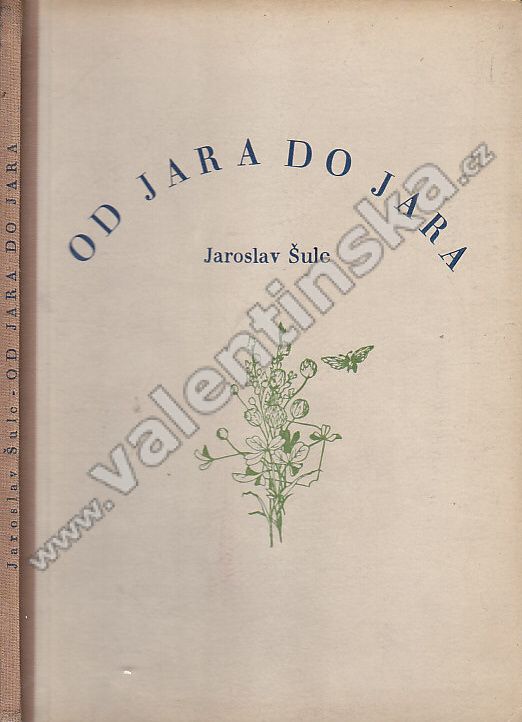 OD JARA DO JARA
Jaroslav Šulc
Jaroslav Šulc - OD JARA DO JARA
www.valentinska.cz